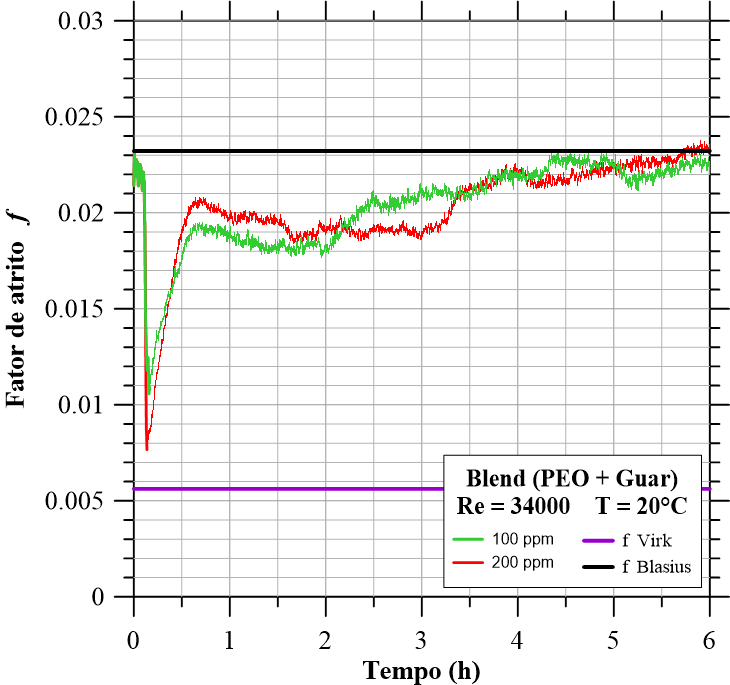 0.03
0.025
0.02
0.015
0.01
0.005
0
Fator de atrito f
Blend (PEO + Guar)
Re = 34000 T = 20°C
100 ppm f Virk
200 ppm f Blasius
0 1 2 3 4 5 6
Tempo (h)